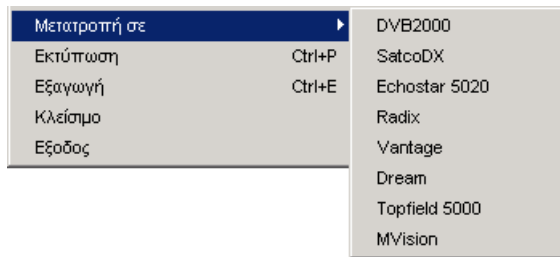 Μετατροπή σε
Εκτύπωση Ctrl+P
Εξαγωγή Ctrl+E
Κλείσιμο
Εξοδος
DVB2000
SatcoDX
Echostar 5020
Radix
Vantage
Dream
Topfield 5000
MVision